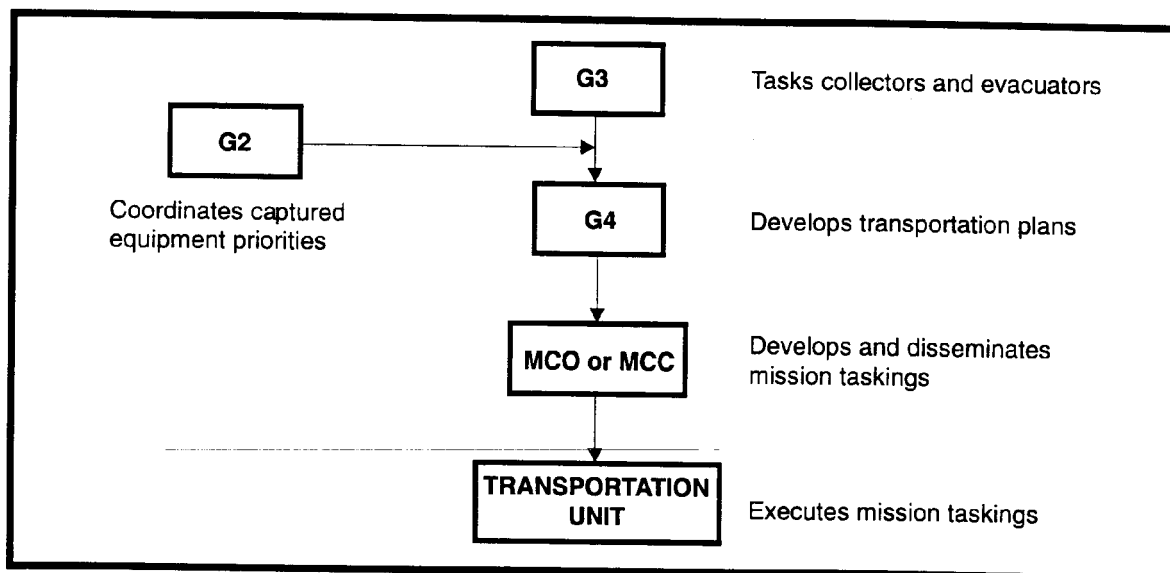 G3
Tasks collectors and evacuators
G2
Coordinates captured
equipment priorities
G4
Develops transportation plans
MCO or MCC
Develops and disseminates
mission taskings
TRANSPORTATION
UNIT
Executes mission taskings